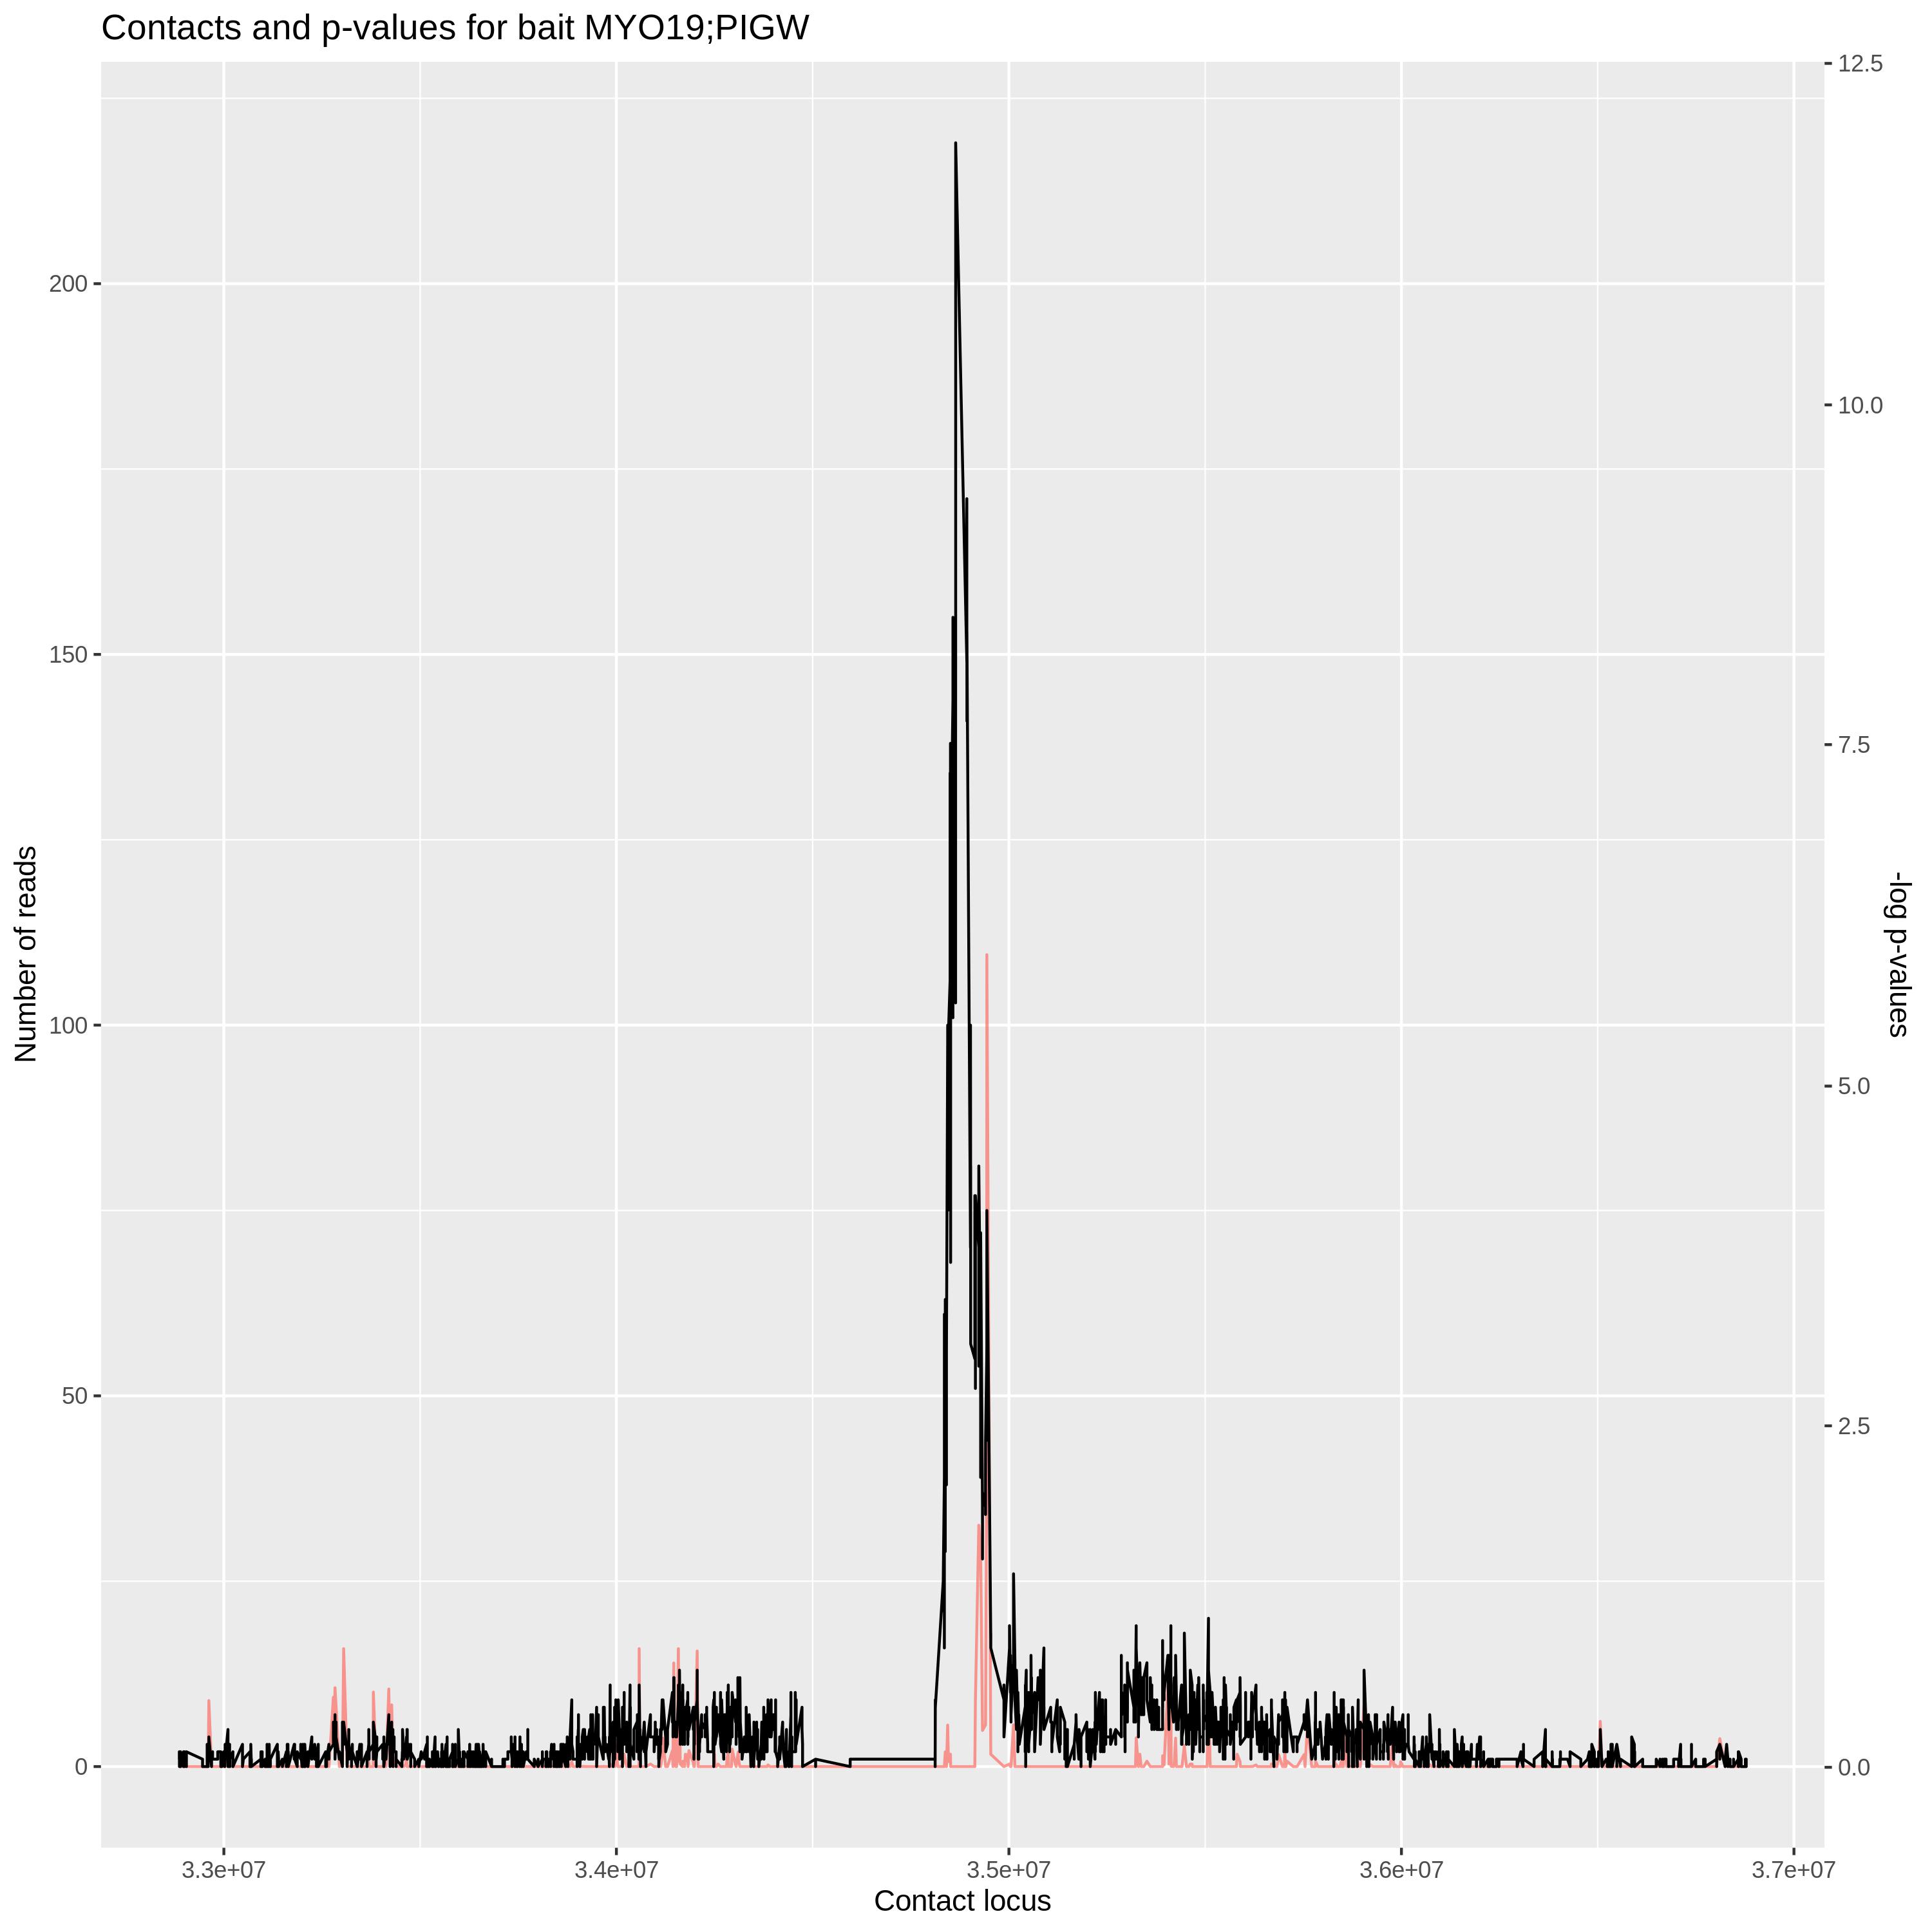 Contacts and p-values for bait MYO19;PIGW
Number of reads
200
150
100
50
0
12.5
10.0
7.5
5.0
2.5
0.0
-log p-values
3.3e+07 3.4e+07 3.5e+07 3.6e+07 3.7e+07
Contact locus